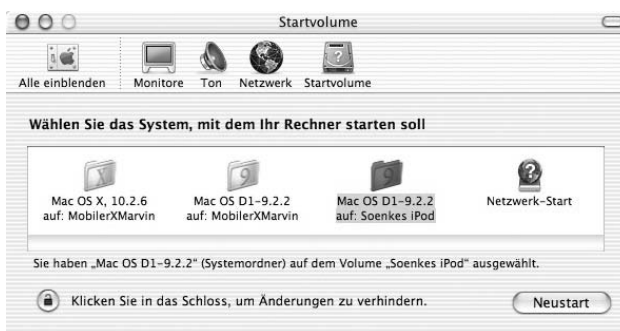 Startvolume
Alle einblenden Monitore Ton Netzwerk Startvolume
Wählen Sie das System, mit dem Ihr Rechner starten soll
X 9 9 ?
Mac OS X, 10.2.6 Mac OS D1-9.2.2 Mac OS D1-9.2.2 Netzwerk-Start
auf: MobilerXMarvin auf: MobilerXMarvin auf: Soenkes iPod
Sie haben „Mac OS D1-9.2.2“ (Systemordner) auf dem Volume „Soenkes iPod“ ausgewählt.
Klicken Sie in das Schloss, um Änderungen zu verhindern. Neustart